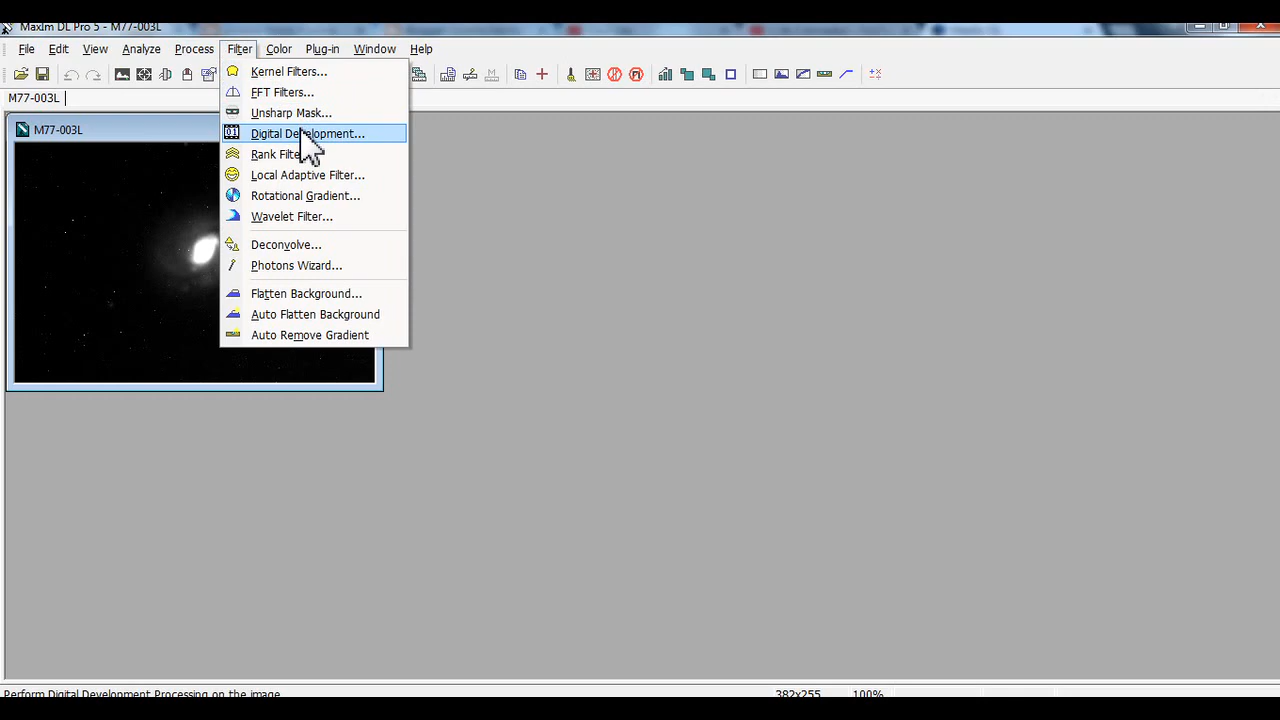 MaxIm DL Pro 5 - M77-003L
File Edit View Analyze Process Filter Color Plug-in Window Help
M77-003L
M77-003L
Kernel Filters...
FFT Filters...
Unsharp Mask...
Digital Development...
Rank Filte
Local Adaptive Filter...
Rotational Gradient...
Wavelet Filter...
Deconvolve...
Photons Wizard...
Flatten Background...
Auto Flatten Background
Auto Remove Gradient
Perform Digital Development Processing on the image 382x255 100%